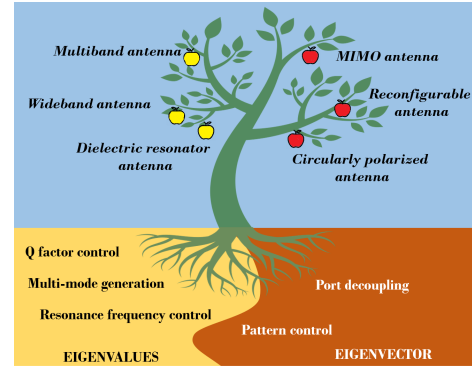 Multiband antenna
MIMO antenna
Wideband antenna
Reconfigurable
antenna
Dielectric resonator
antenna
Circularly polarized
antenna
Q factor control
Multi-mode generation
Port decoupling
Resonance frequency control
Pattern control
EIGENVALUES
EIGENVECTOR